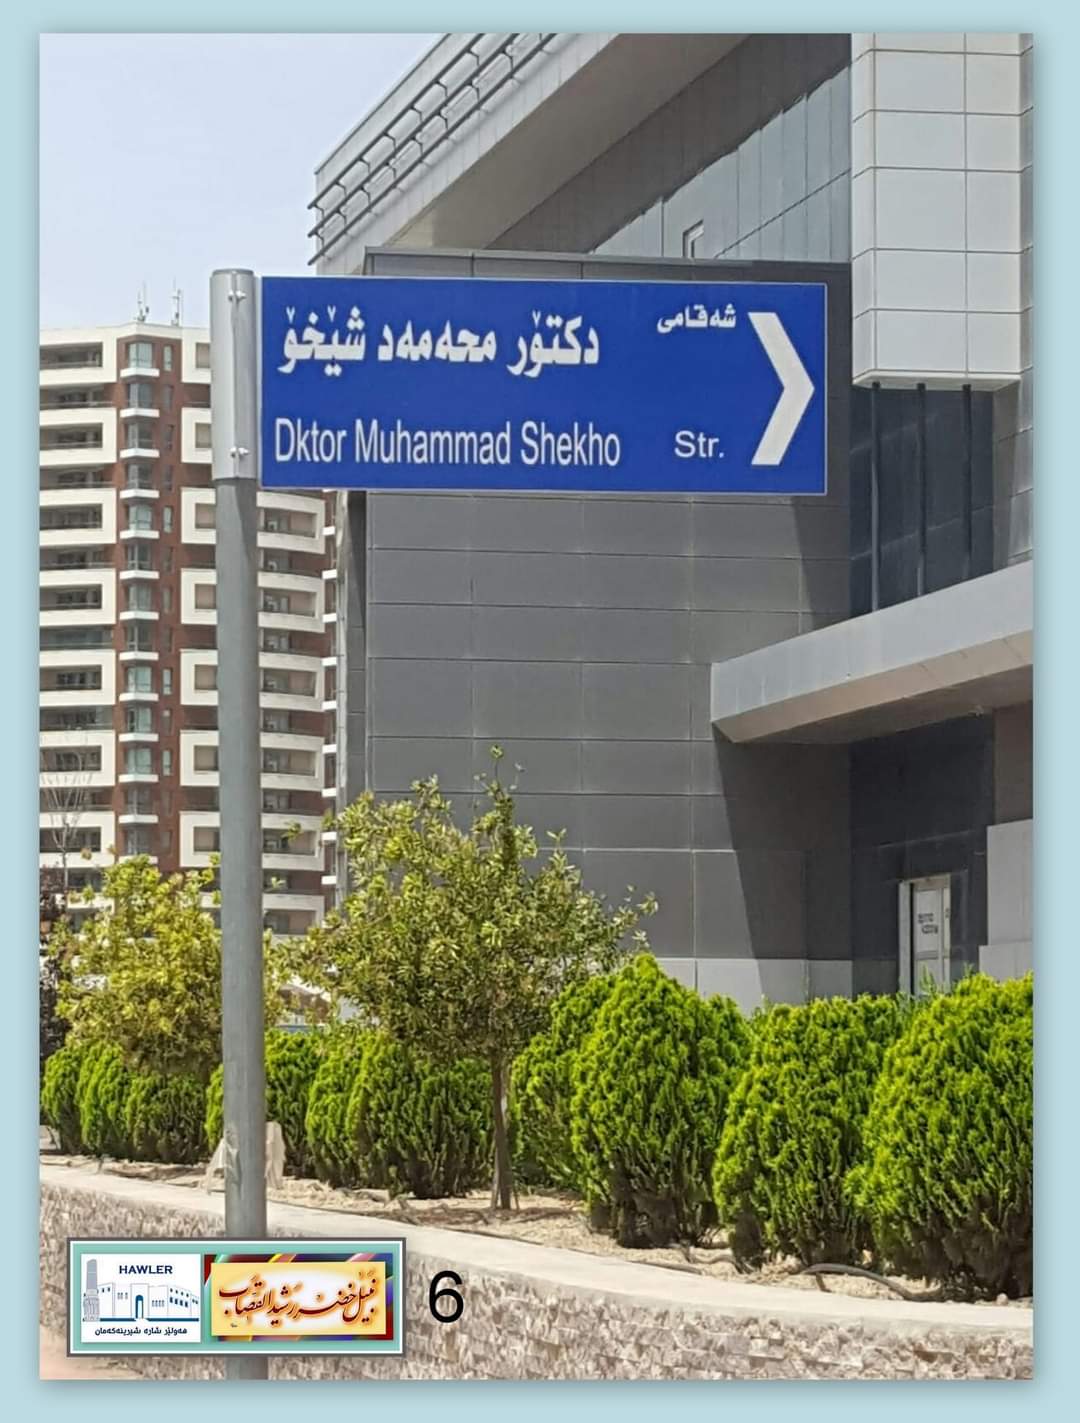 شەقامی
دکتۆر محەمەد شێخۆ
Dktor Muhammad Shekho Str.
HAWLER
هەولێر شارە شیرینەکەمان
نبيل خضر رشيد القصاب
6